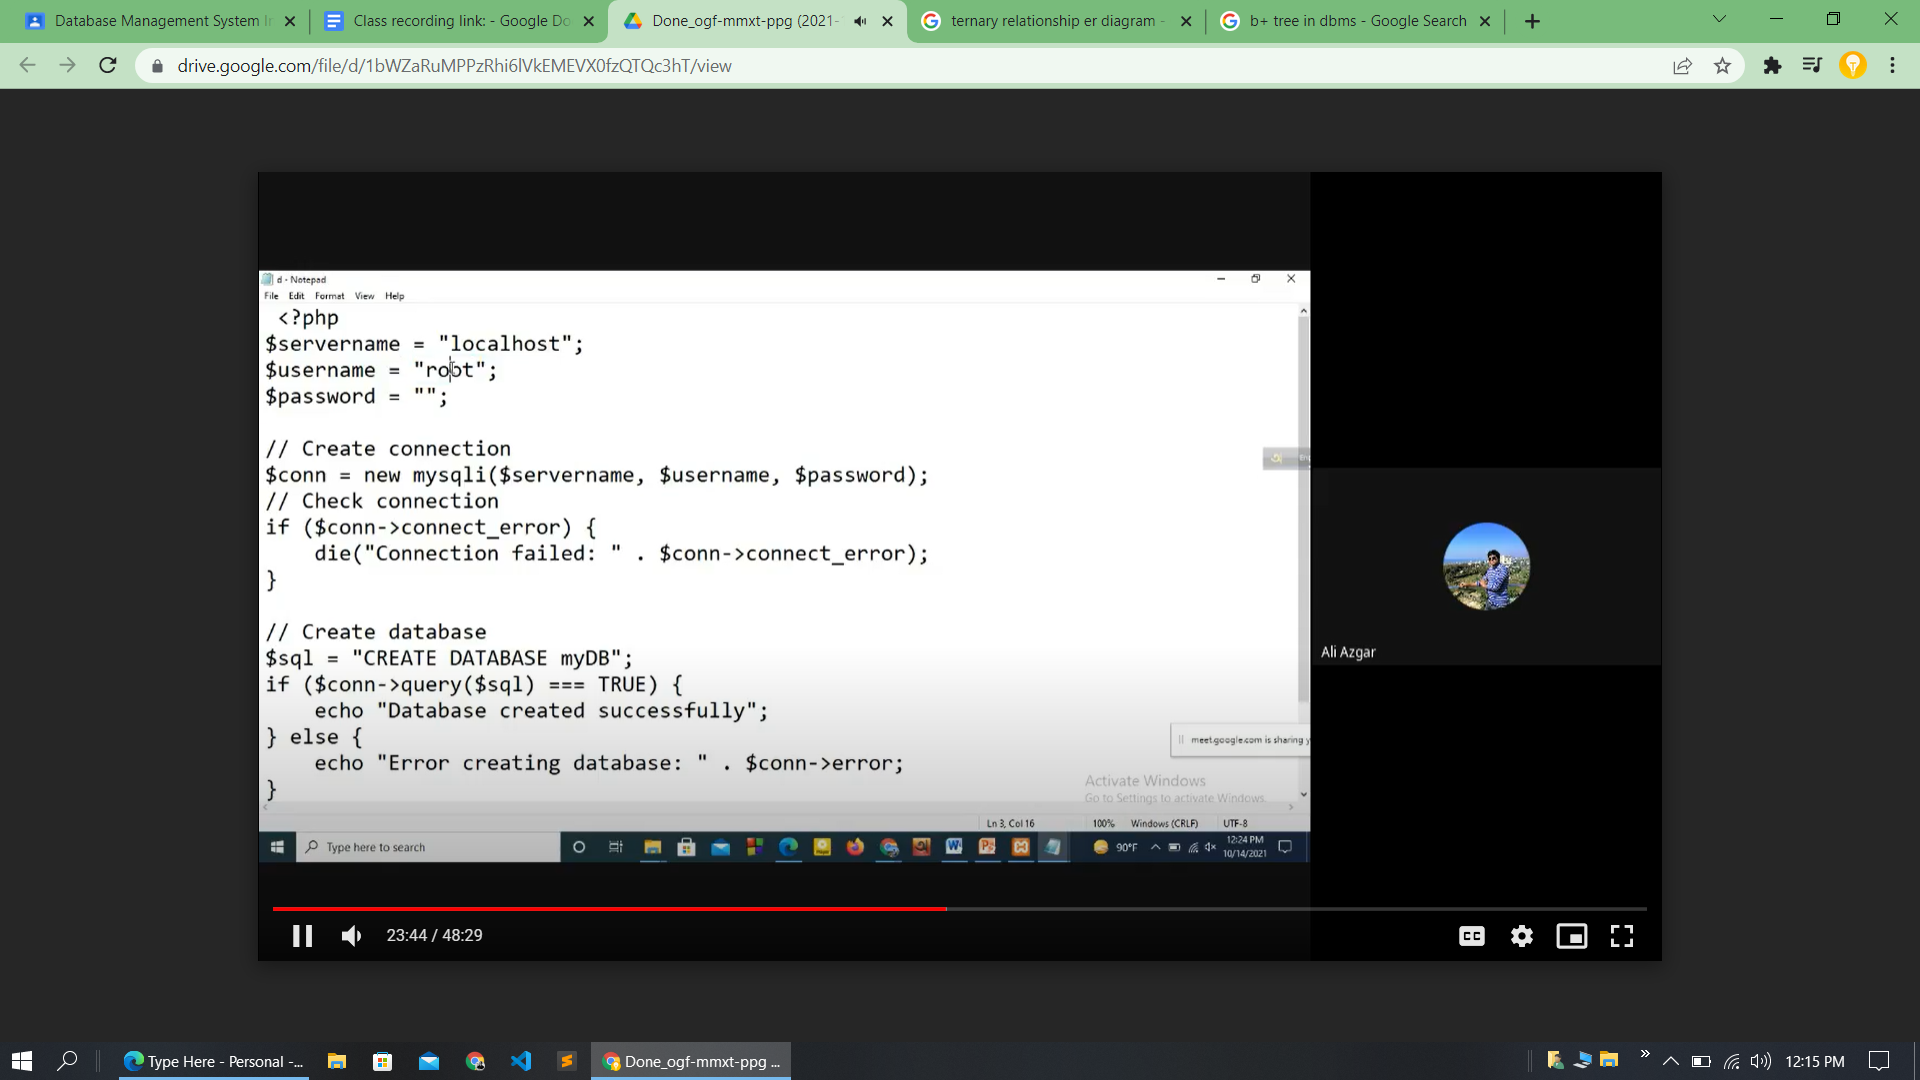 Database Management System I
Class recording link: - Google Do
Done_ogf-mmxt-ppg (2021-
ternary relationship er diagram -
b+ tree in dbms - Google Search
drive.google.com/file/d/1bWZaRuMPPzRhi6lVkEMEVX0fzQTQc3hT/view
d - Notepad
File Edit Format View Help
<?php
$servername = "localhost";
$username = "root";
$password = "";
// Create connection
$conn = new mysqli($servername, $username, $password);
// Check connection
if ($conn->connect_error) {
die("Connection failed: " . $conn->connect_error);
}
// Create database
$sql = "CREATE DATABASE myDB";
if ($conn->query($sql) === TRUE) {
echo "Database created successfully";
} else {
echo "Error creating database: " . $conn->error;
}
meet.google.com is sharing y
Activate Windows
Go to Settings to activate Windows.
Ln 3, Col 16 100% Windows (CRLF) UTF-8
Type here to search
90°F
12:24 PM
10/14/2021
Ali Azgar
23:44 / 48:29
CC
Type Here - Personal -...
Done_ogf-mmxt-ppg ...
12:15 PM